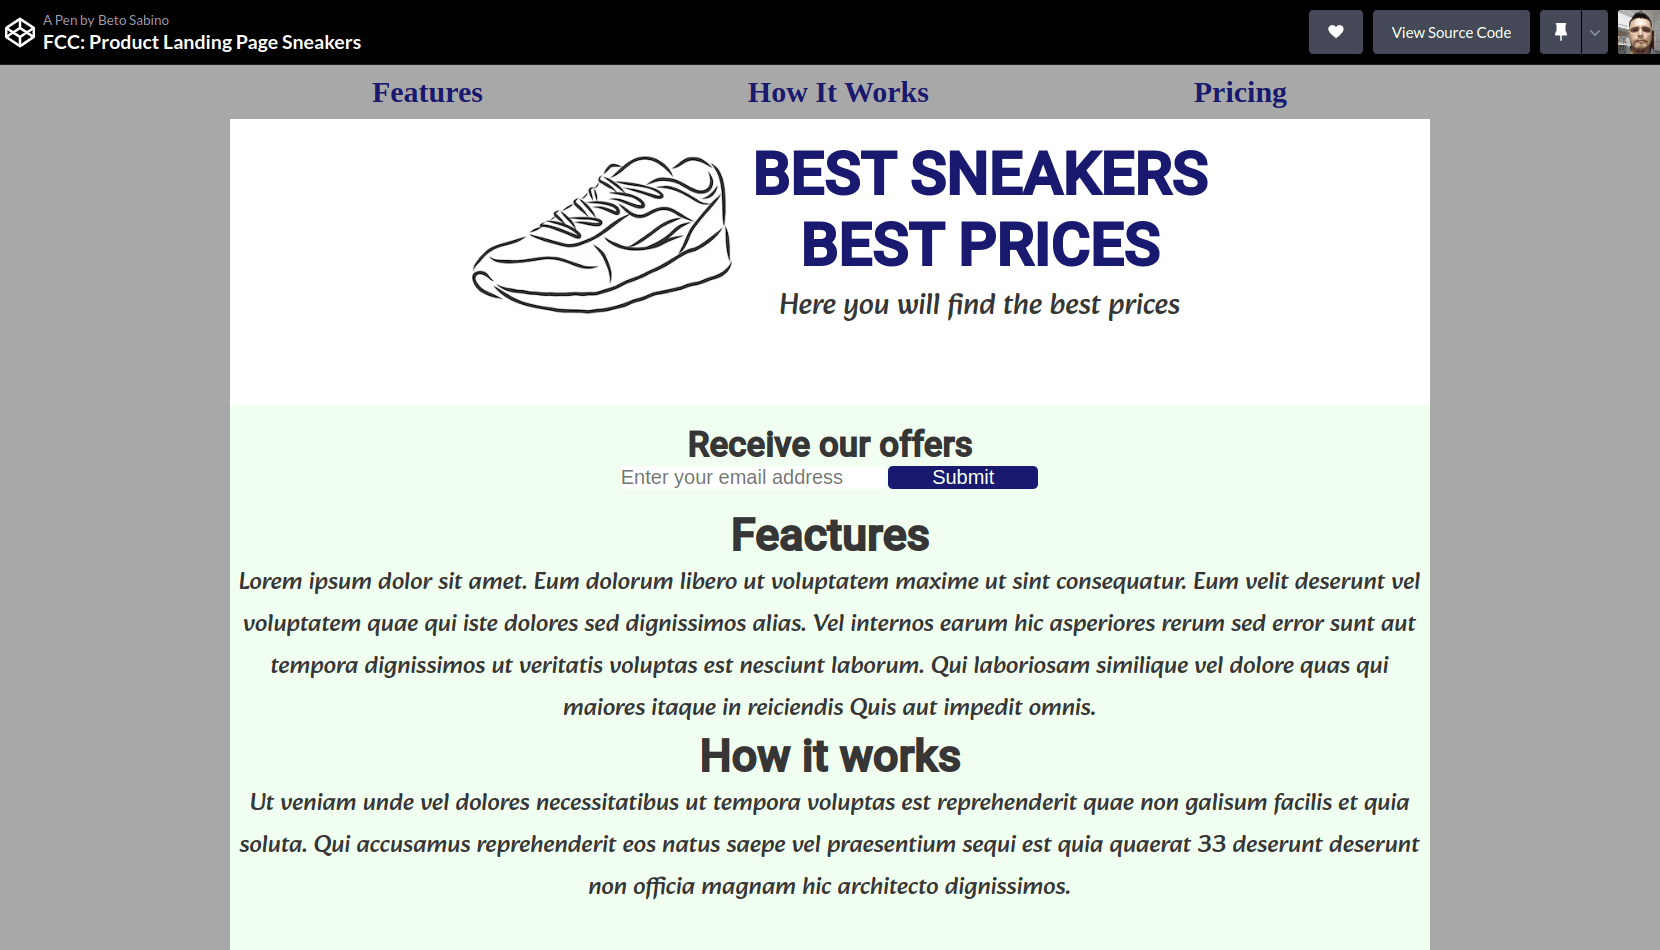 A Pen by Beto Sabino
FCC: Product Landing Page Sneakers
View Source Code
Features How It Works Pricing
BEST SNEAKERS
BEST PRICES
Here you will find the best prices
Receive our offers
Enter your email address Submit
Feactures
Lorem ipsum dolor sit amet. Eum dolorum libero ut voluptatem maxime ut sint consequatur. Eum velit deserunt vel
voluptatem quae qui iste dolores sed dignissimos alias. Vel internos earum hic asperiores rerum sed error sunt aut
tempora dignissimos ut veritatis voluptas est nesciunt laborum. Qui laboriosam similique vel dolore quas qui
maiores itaque in reiciendis Quis aut impedit omnis.
How it works
Ut veniam unde vel dolores necessitatibus ut tempora voluptas est reprehenderit quae non galisum facilis et quia
soluta. Qui accusamus reprehenderit eos natus saepe vel praesentium sequi est quia quaerat 33 deserunt deserunt
non officia magnam hic architecto dignissimos.